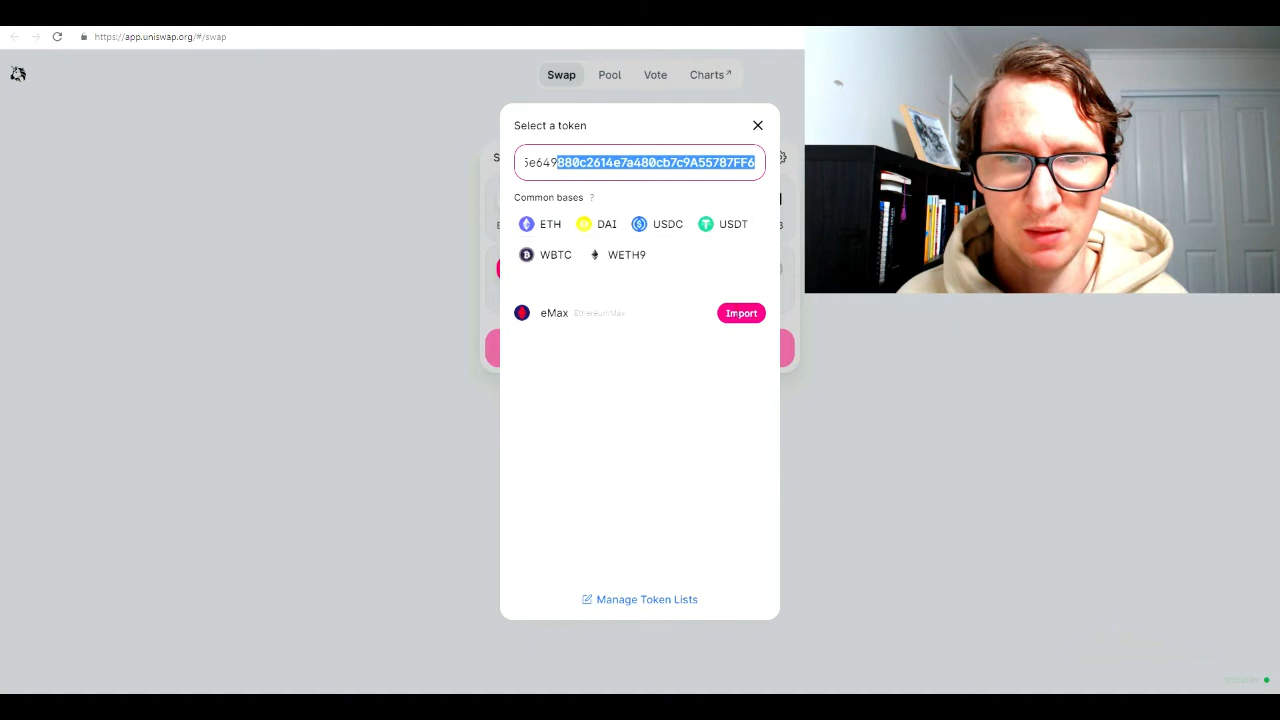 https://app.uniswap.org/#/swap
Swap Pool Vote Charts↗
Select a token
5e649880c2614e7a480cb7c9A55787FF6
Common bases ?
ETH DAI USDC USDT
WBTC WETH9
eMax EthereumMax Import
Manage Token Lists